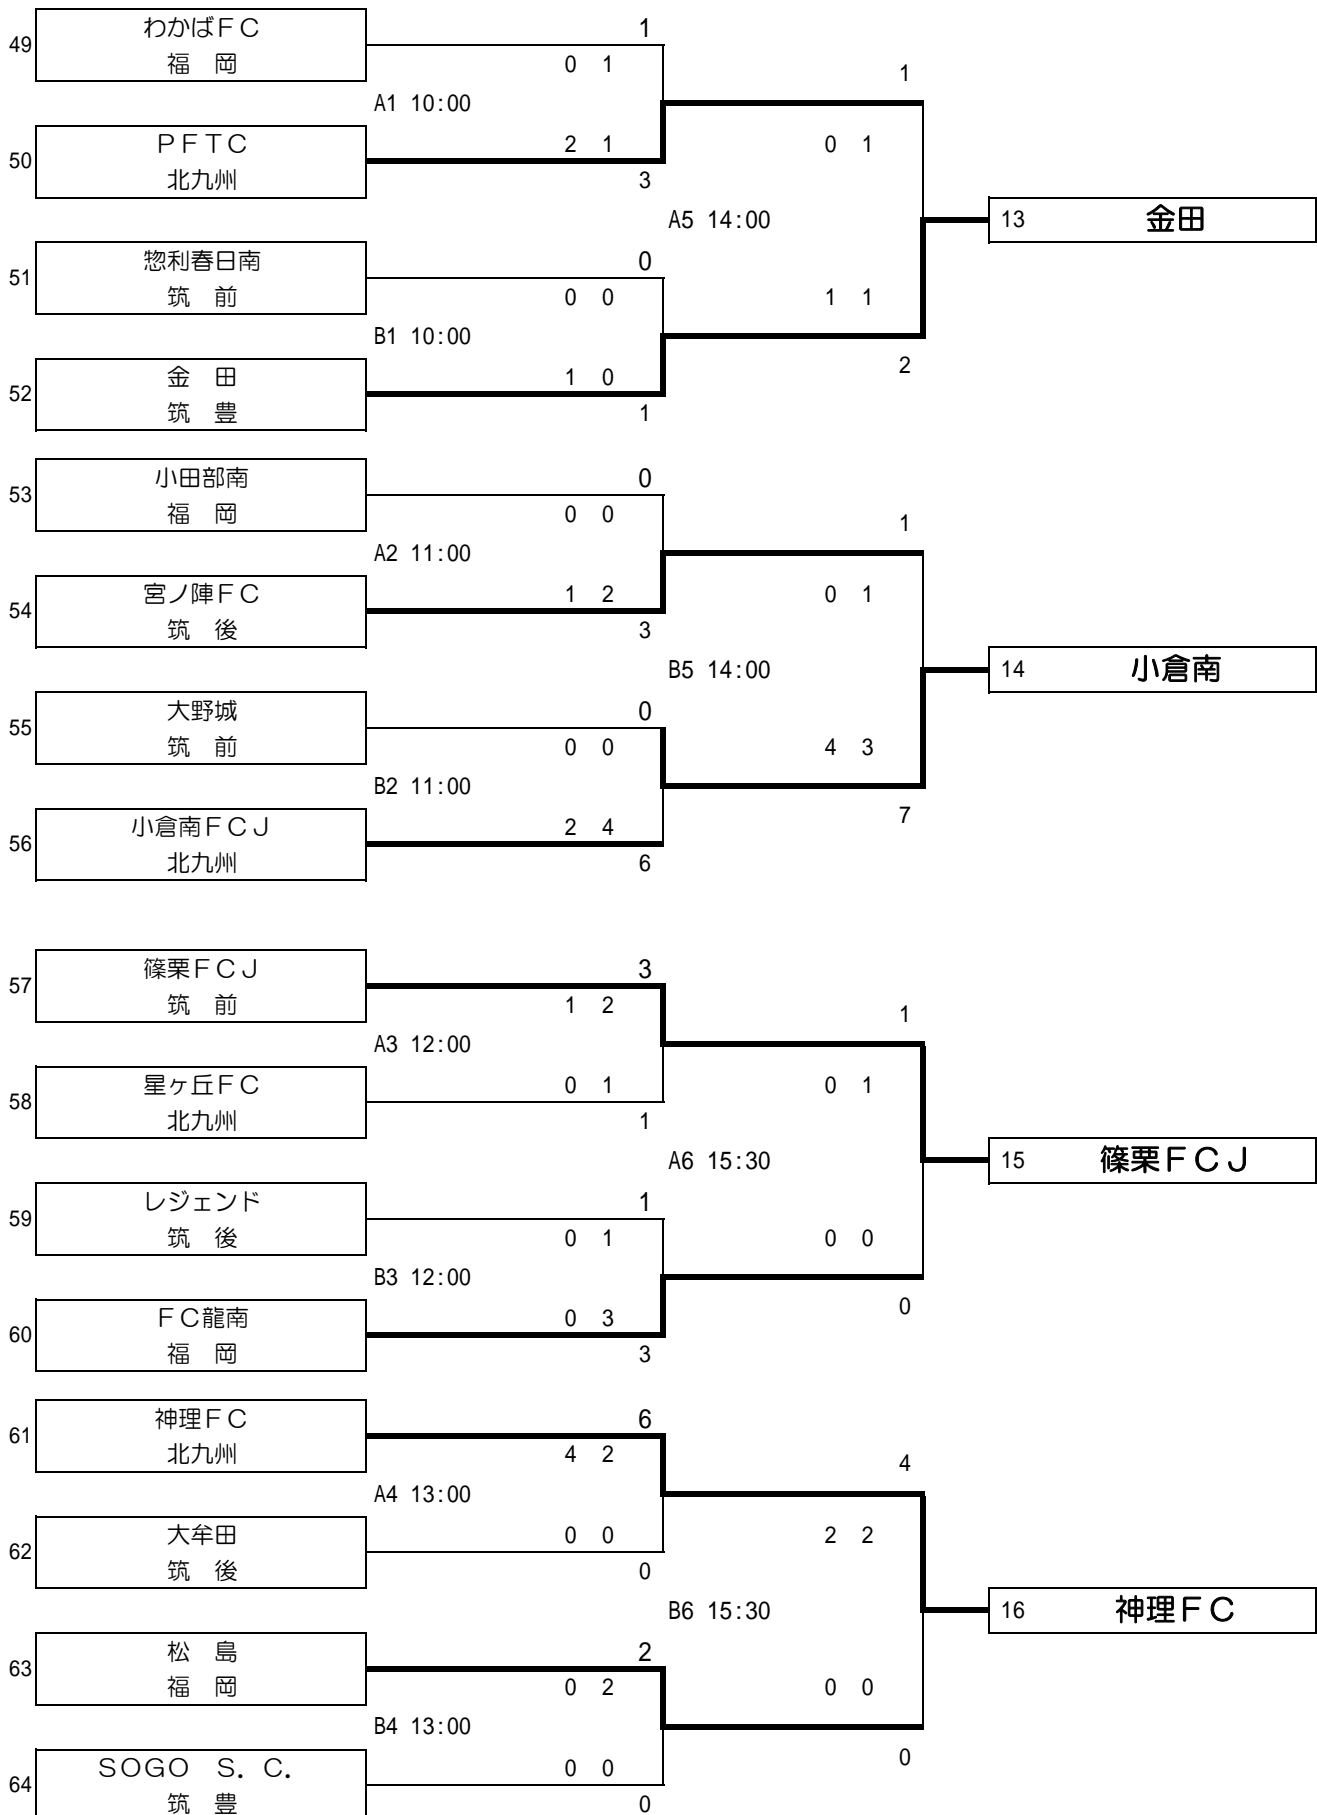 49 わかばＦＣ 1
福　岡 0 1
A1 10:00
50 ＰＦＴＣ 2 1
北九州 3
1
0 1
A5 14:00
13 金田
51 惣利春日南 0
筑　前 0 0
B1 10:00
52 金　田 1 0
筑　豊 1
1 1
2
53 小田部南 0
福　岡 0 0
A2 11:00
54 宮ノ陣ＦＣ 1 2
筑　後 3
1
0 1
B5 14:00
14 小倉南
55 大野城 0
筑　前 0 0
B2 11:00
56 小倉南ＦＣＪ 2 4
北九州 6
4 3
7
57 篠栗ＦＣＪ 3
筑　前 1 2
A3 12:00
58 星ヶ丘ＦＣ 0 1
北九州 1
1
0 1
A6 15:30
15 篠栗ＦＣＪ
59 レジェンド 1
筑　後 0 1
B3 12:00
60 ＦＣ龍南 0 3
福　岡 3
0 0
0
61 神理ＦＣ 6
北九州 4 2
A4 13:00
62 大牟田 0 0
筑　後 0
4
2 2
B6 15:30
16 神理ＦＣ
63 松　島 2
福　岡 0 2
B4 13:00
64 ＳＯＧＯ　Ｓ．Ｃ． 0 0
筑　豊 0
0 0
0